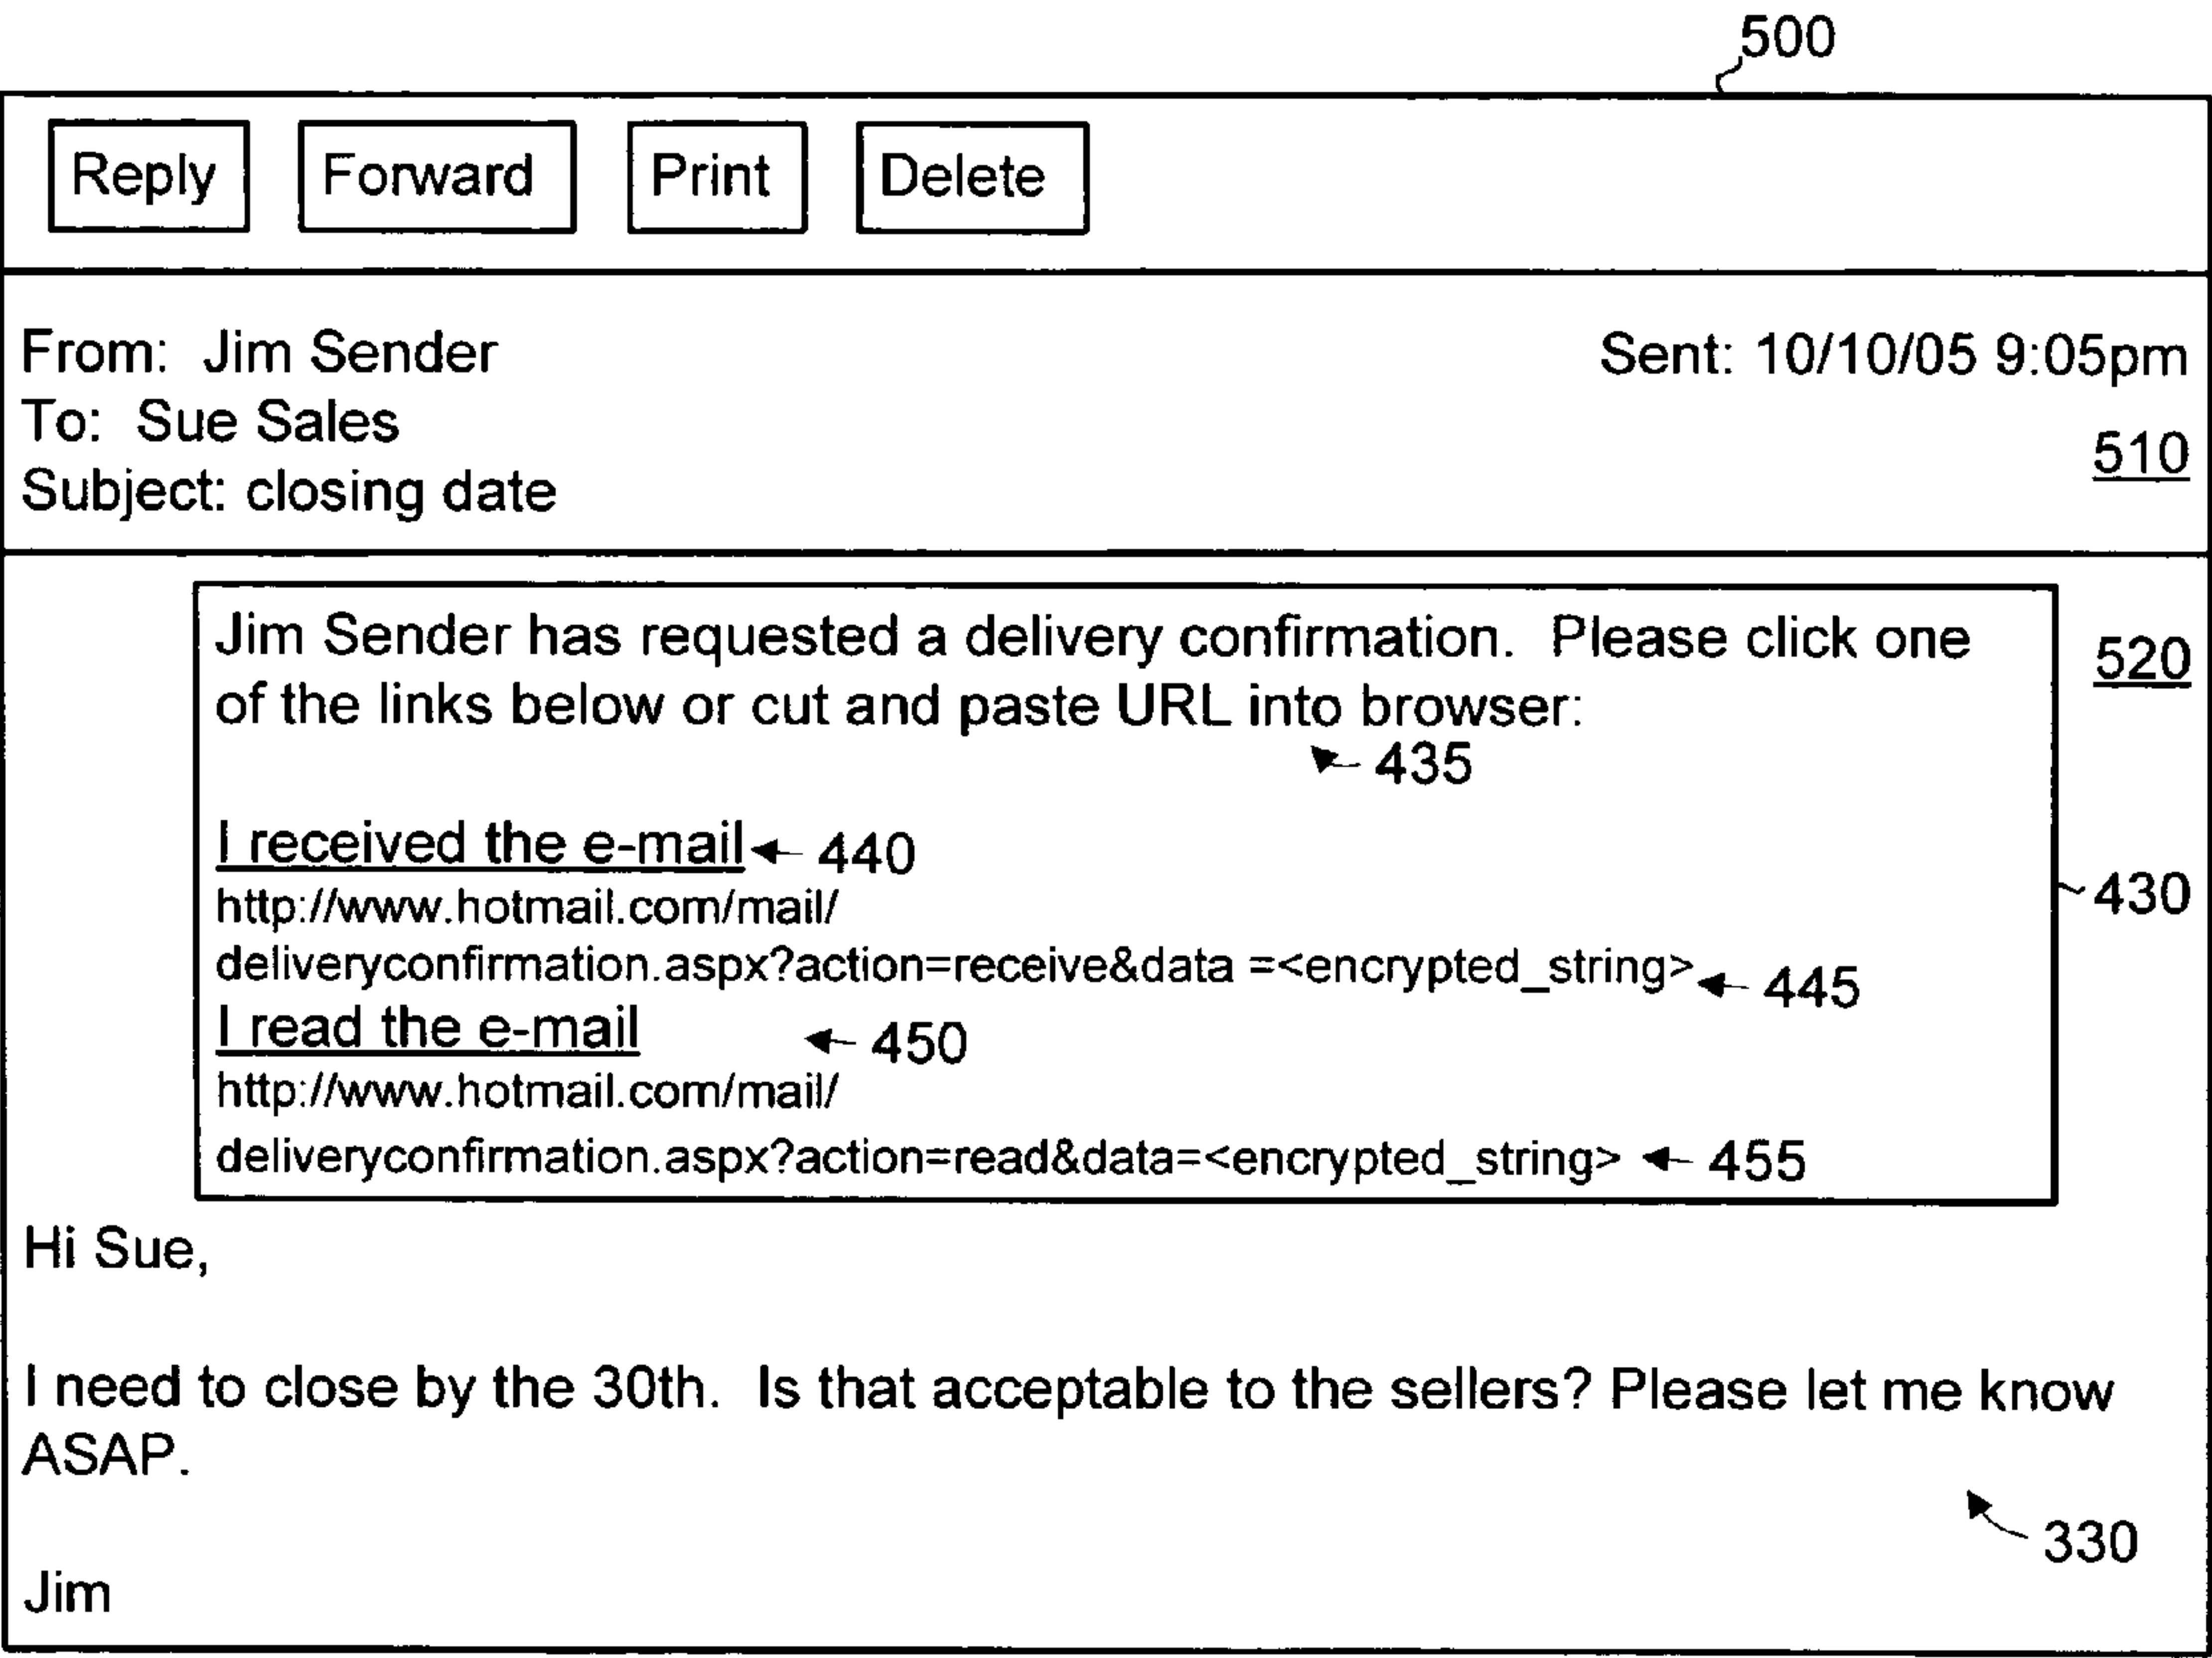 500
Reply Forward Print Delete
From: Jim Sender Sent: 10/10/05 9:05pm
To: Sue Sales
510
Subject: closing date
Jim Sender has requested a delivery confirmation. Please click one
520
of the links below or cut and paste URL into browser:
435
I received the e-mail 440
http://www.hotmail.com/mail/
430
deliveryconfirmation.aspx?action=receive&data =<encrypted_string> 445
I read the e-mail 450
http://www.hotmail.com/mail/
deliveryconfirmation.aspx?action=read&data=<encrypted_string> 455
Hi Sue,
I need to close by the 30th. Is that acceptable to the sellers? Please let me know
ASAP.
330
Jim